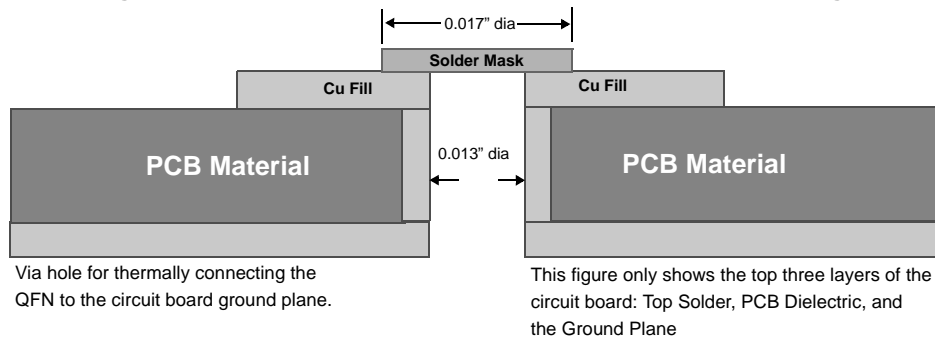 0.017” dia
Solder Mask
Cu Fill
Cu Fill
PCB Material
0.013” dia
PCB Material
Via hole for thermally connecting the
QFN to the circuit board ground plane.
This figure only shows the top three layers of the
circuit board: Top Solder, PCB Dielectric, and
the Ground Plane